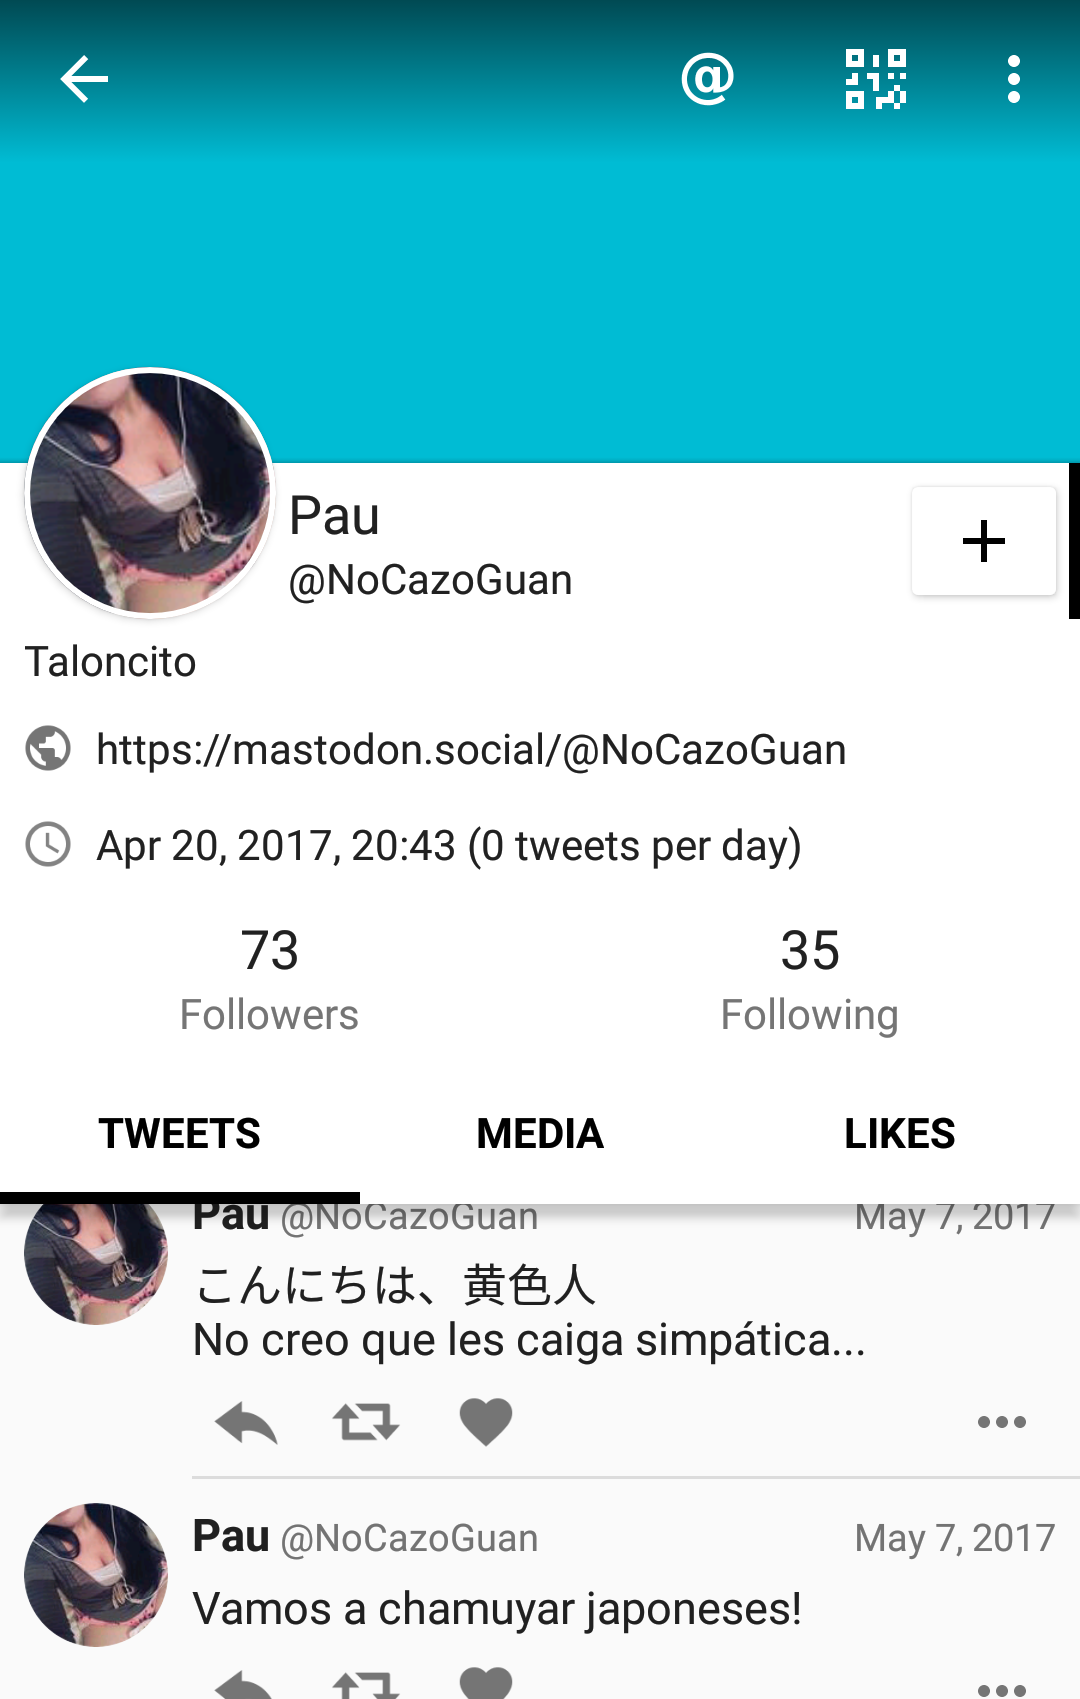 Pau
@NoCazoGuan
Taloncito
https://mastodon.social/@NoCazoGuan
Apr 20, 2017, 20:43 (0 tweets per day)
73
Followers
35
Following
TWEETS
MEDIA
LIKES
Pau @NoCazoGuan May 7, 2017
こんにちは、黄色人
No creo que les caiga simpática...
Pau @NoCazoGuan May 7, 2017
Vamos a chamuyar japoneses!